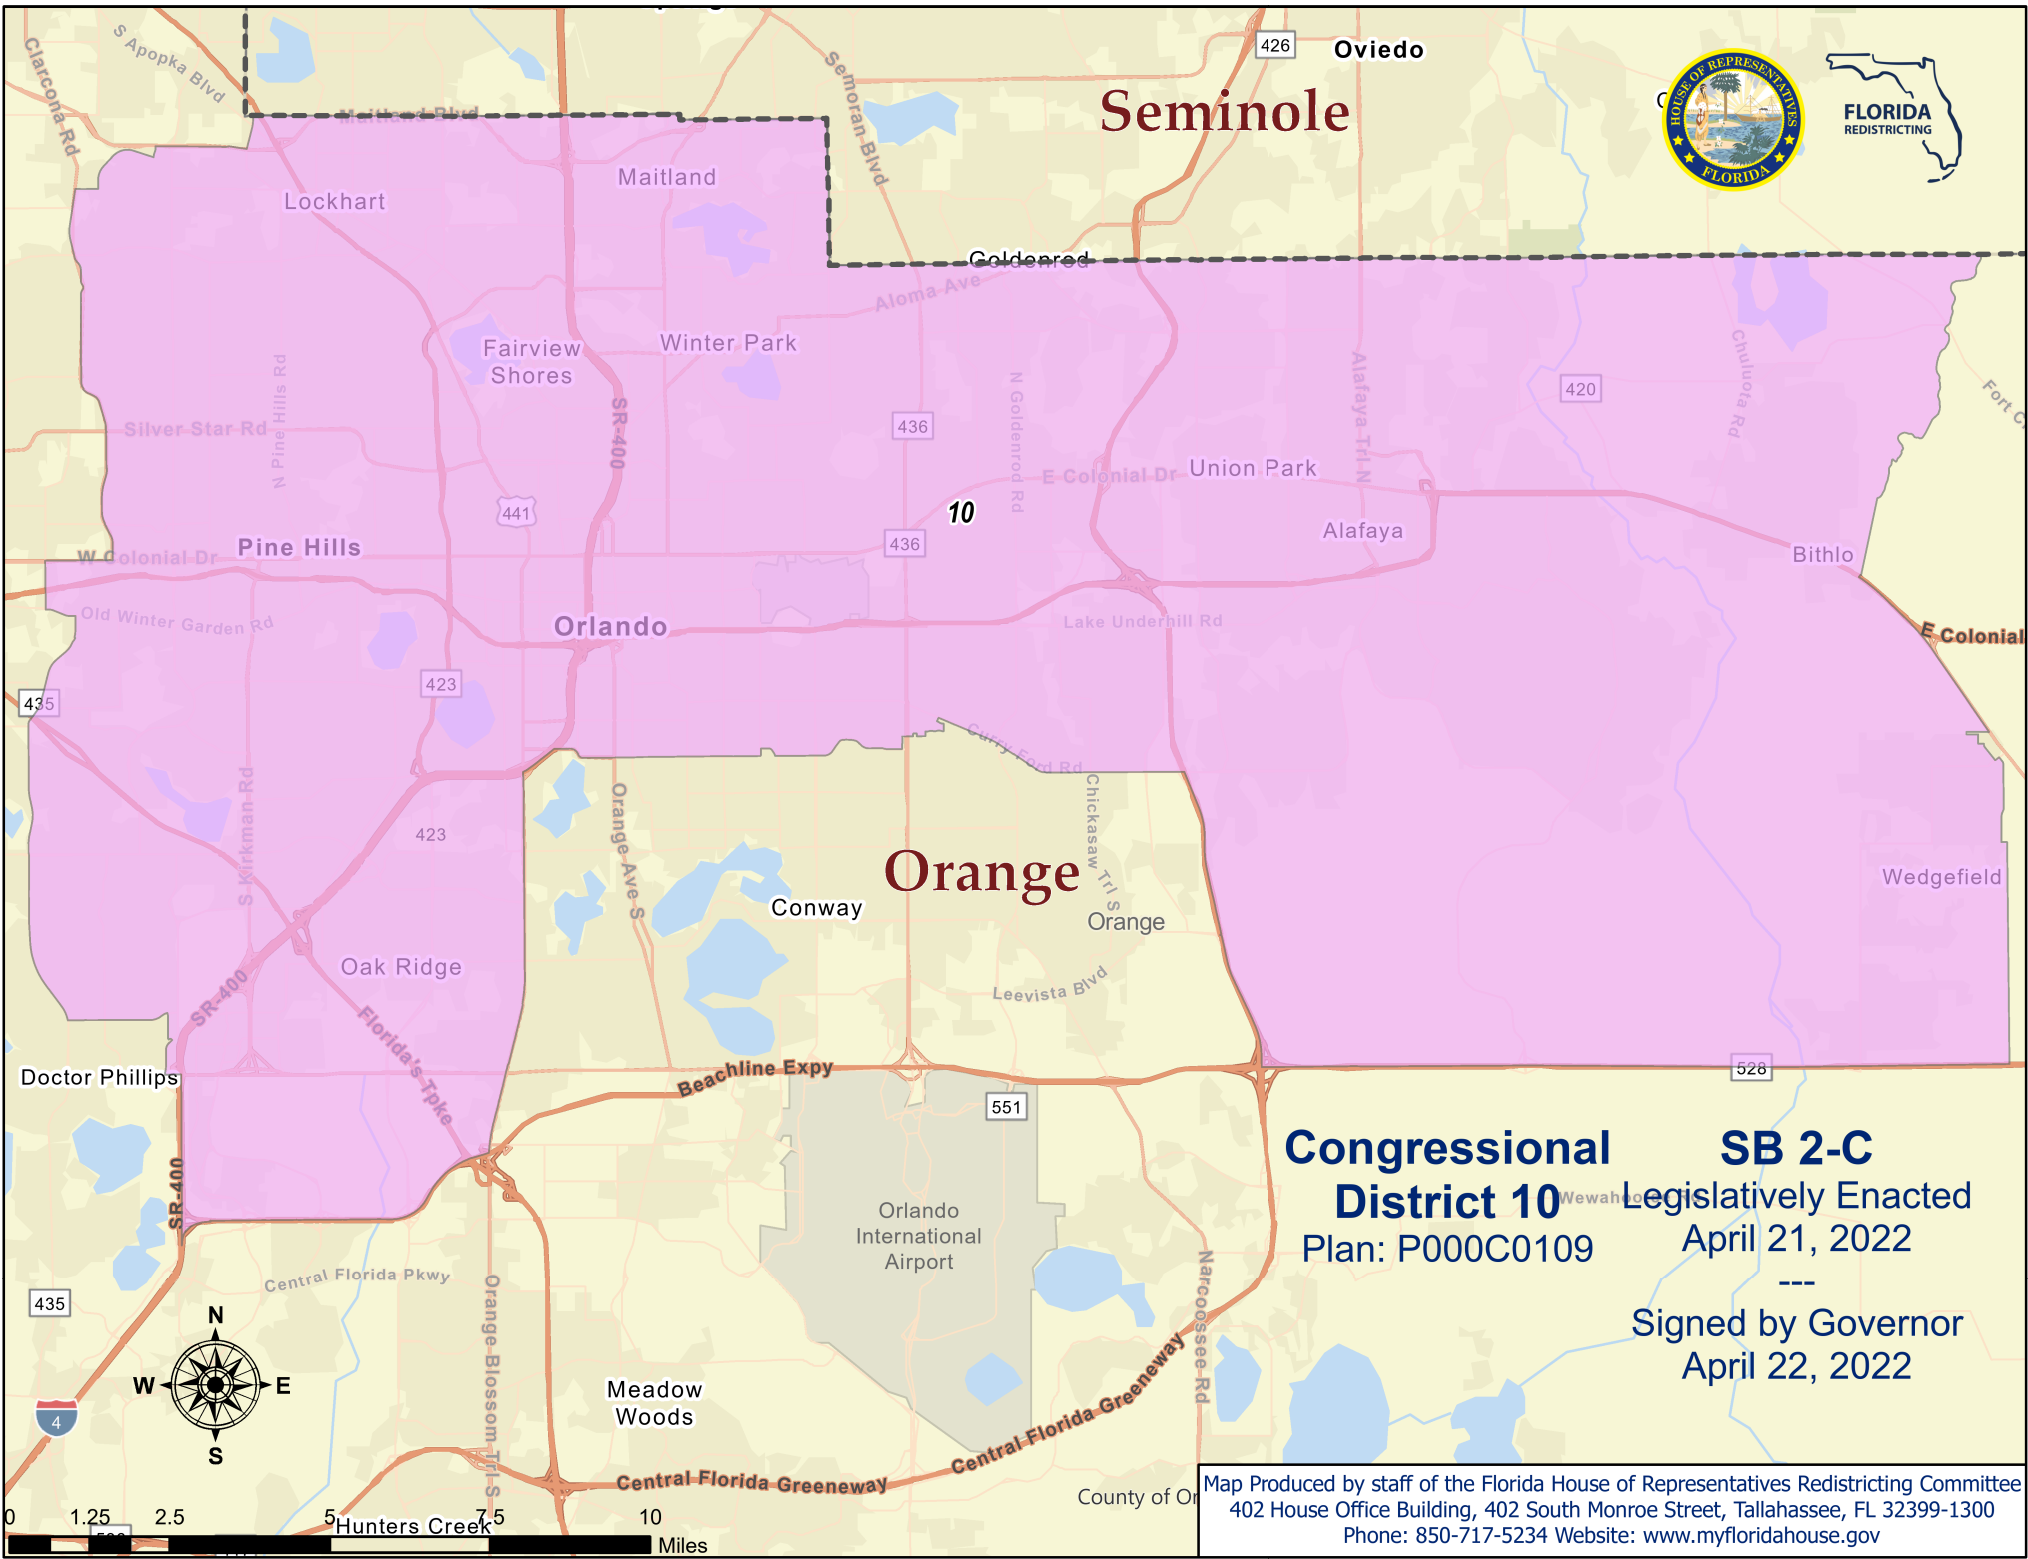 S Apopka Blvd
Clarcona Rd
Semoran Blvd
426
Oviedo
Seminole
HOUSE OF REPRESENTATIVES
FLORIDA
FLORIDA
REDISTRICTING
Maitland Blvd
Lockhart
Maitland
Goldenrod
Aloma Ave
Fairview
Shores
Winter Park
N Pine Hills Rd
SR-400
N Goldenrod Rd
Alafaya Trl N
420
Chuluota Rd
Silver Star Rd
436
E Colonial Dr
Union Park
441
10
436
Alafaya
Bithlo
W Colonial Dr
Pine Hills
Old Winter Garden Rd
Orlando
Lake Underhill Rd
E Colonial
435
423
Curry Ford Rd
S Kirkman Rd
423
Orange Ave S
Chickasaw Trl S
Orange
Conway
Orange
Wedgefield
Oak Ridge
SR-400
Leevista Blvd
Florida's Tpke
Doctor Phillips
Beachline Expy
528
551
SR-400
Congressional
District 10
Plan: P000C0109
SB 2-C
Legislatively Enacted
April 21, 2022
---
Signed by Governor
April 22, 2022
Orlando
International
Airport
Central Florida Pkwy
Orange Blossom Trl S
Narcoossee Rd
435
N
W
E
S
4
Meadow
Woods
Central Florida Greeneway
Central Florida Greeneway
County of Or
Hunters Creek
0 1.25 2.5 5 7.5 10
Miles
Map Produced by staff of the Florida House of Representatives Redistricting Committee
402 House Office Building, 402 South Monroe Street, Tallahassee, FL 32399-1300
Phone: 850-717-5234 Website: www.myfloridahouse.gov